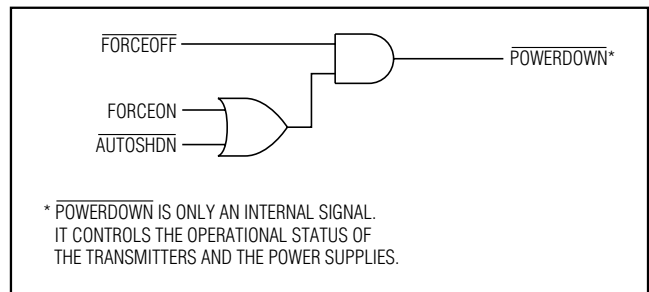 FORCEOFF
POWERDOWN*
FORCEON
AUTOSHDN
* POWERDOWN IS ONLY AN INTERNAL SIGNAL.
IT CONTROLS THE OPERATIONAL STATUS OF
THE TRANSMITTERS AND THE POWER SUPPLIES.